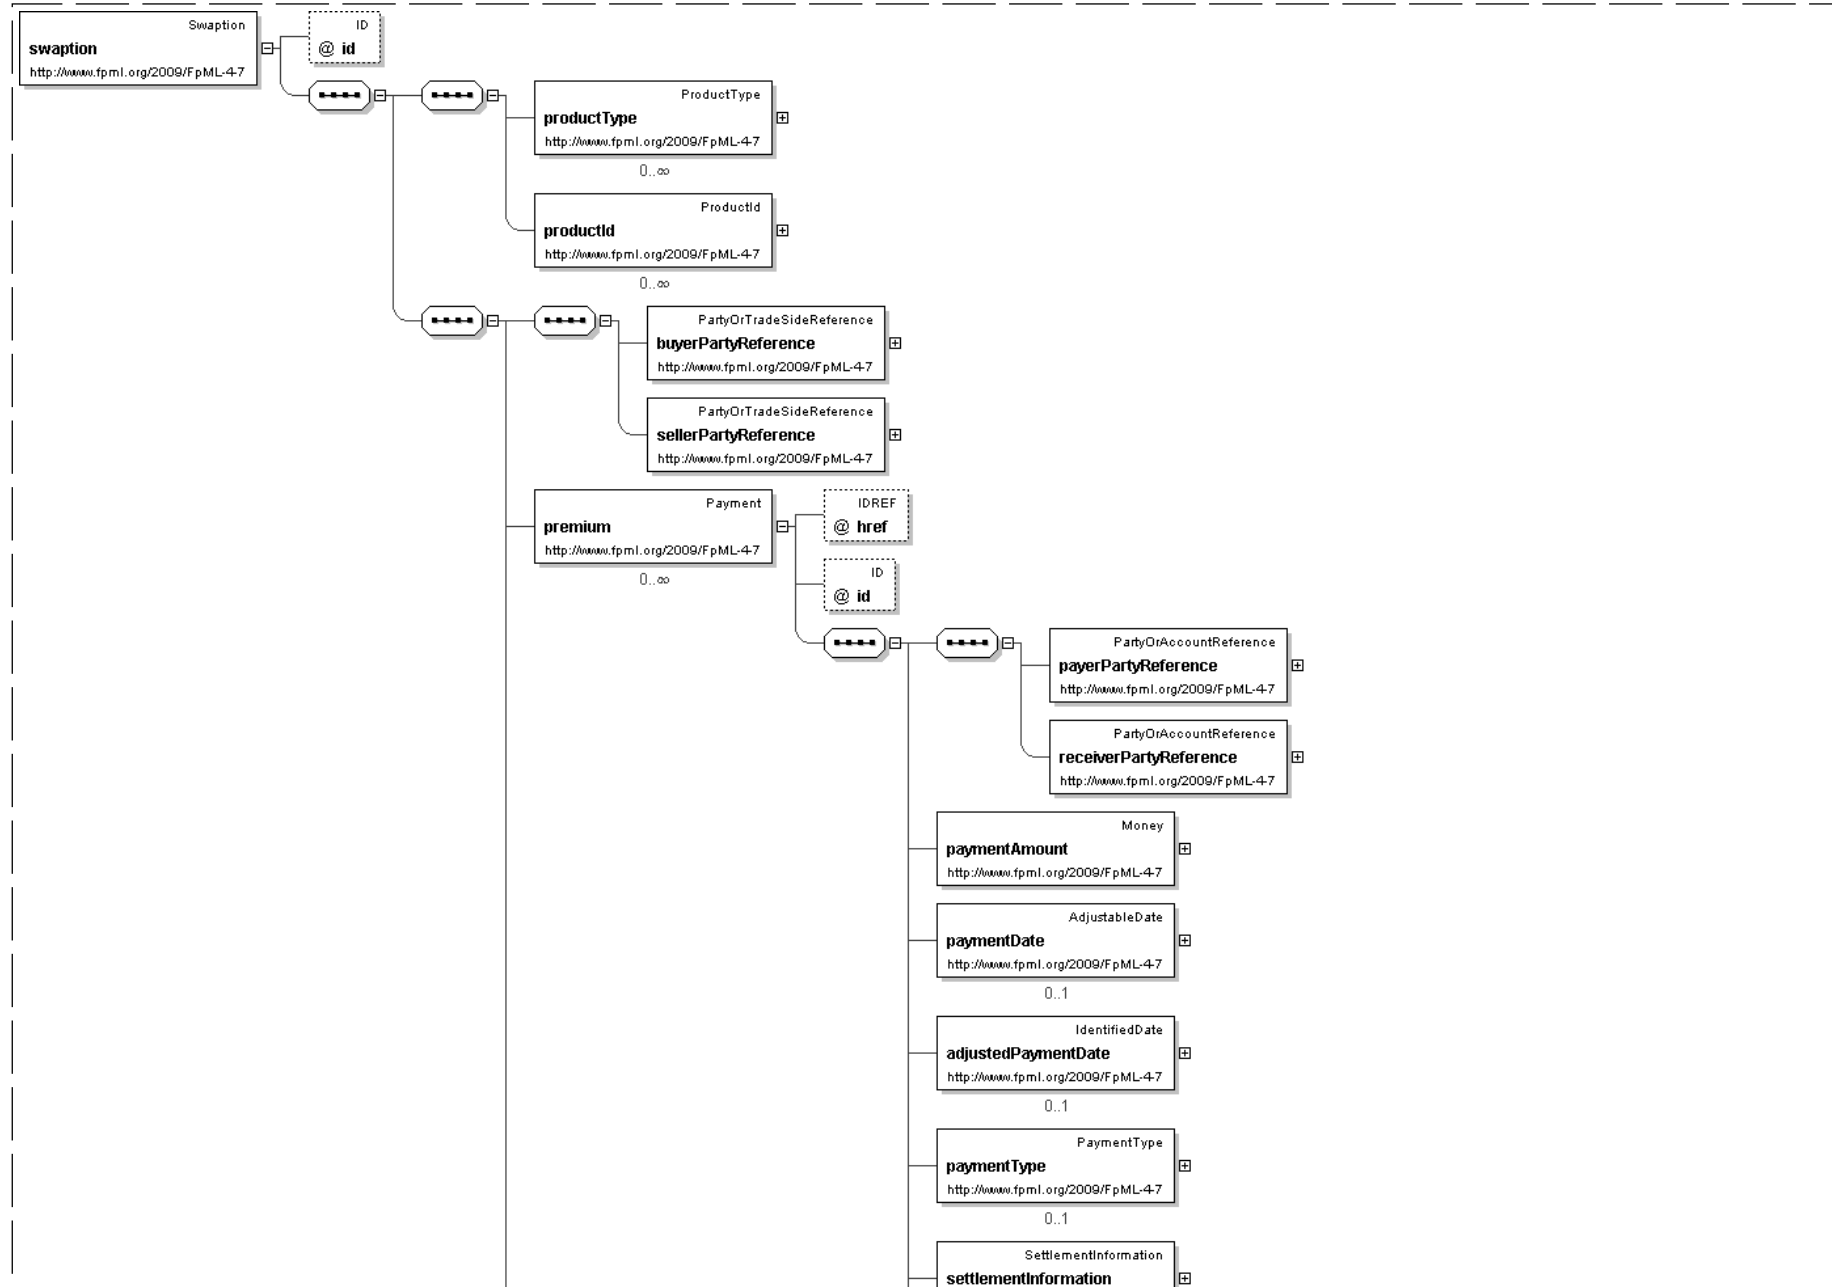 Swaption
swaption
http://www.fpml.org/2009/FpML-4-7
ID
@ id
ProductType
productType
http://www.fpml.org/2009/FpML-4-7
0..∞
ProductId
productId
http://www.fpml.org/2009/FpML-4-7
0..∞
PartyOrTradeSideReference
buyerPartyReference
http://www.fpml.org/2009/FpML-4-7
PartyOrTradeSideReference
sellerPartyReference
http://www.fpml.org/2009/FpML-4-7
Payment
premium
http://www.fpml.org/2009/FpML-4-7
0..∞
IDREF
@ href
ID
@ id
PartyOrAccountReference
payerPartyReference
http://www.fpml.org/2009/FpML-4-7
PartyOrAccountReference
receiverPartyReference
http://www.fpml.org/2009/FpML-4-7
Money
paymentAmount
http://www.fpml.org/2009/FpML-4-7
AdjustableDate
paymentDate
http://www.fpml.org/2009/FpML-4-7
0..1
IdentifiedDate
adjustedPaymentDate
http://www.fpml.org/2009/FpML-4-7
0..1
PaymentType
paymentType
http://www.fpml.org/2009/FpML-4-7
0..1
SettlementInformation
settlementInformation